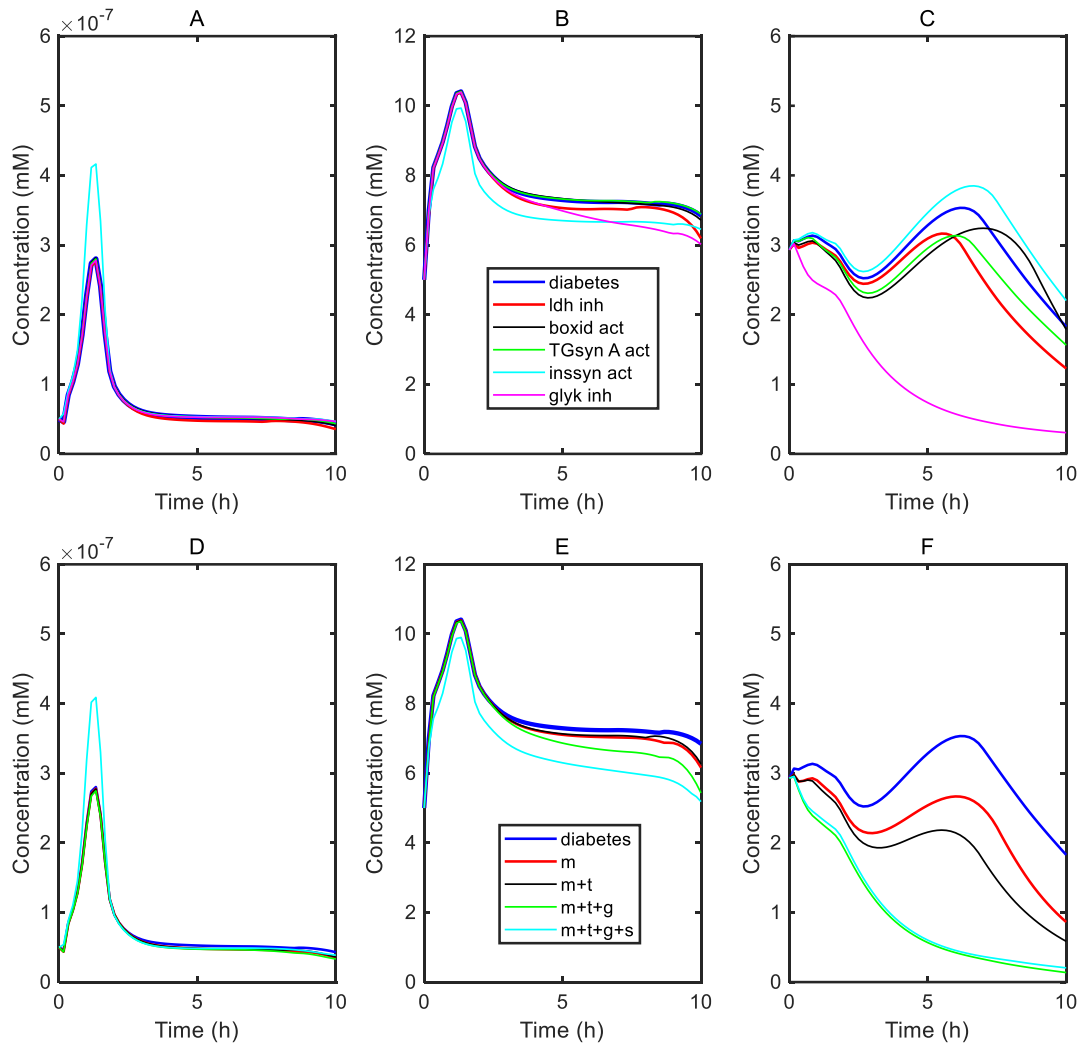 A
×10-7
6
5
4
3
2
1
0
Concentration (mM)
0 5 10
Time (h)
B
12
10
8
6
4
2
0
Concentration (mM)
diabetes
ldh inh
boxid act
TGsyn A act
inssyn act
glyk inh
0 5 10
Time (h)
C
6
5
4
3
2
1
0
Concentration (mM)
0 5 10
Time (h)
D
×10-7
6
5
4
3
2
1
0
Concentration (mM)
0 5 10
Time (h)
E
12
10
8
6
4
2
0
Concentration (mM)
diabetes
m
m+t
m+t+g
m+t+g+s
0 5 10
Time (h)
F
6
5
4
3
2
1
0
Concentration (mM)
0 5 10
Time (h)